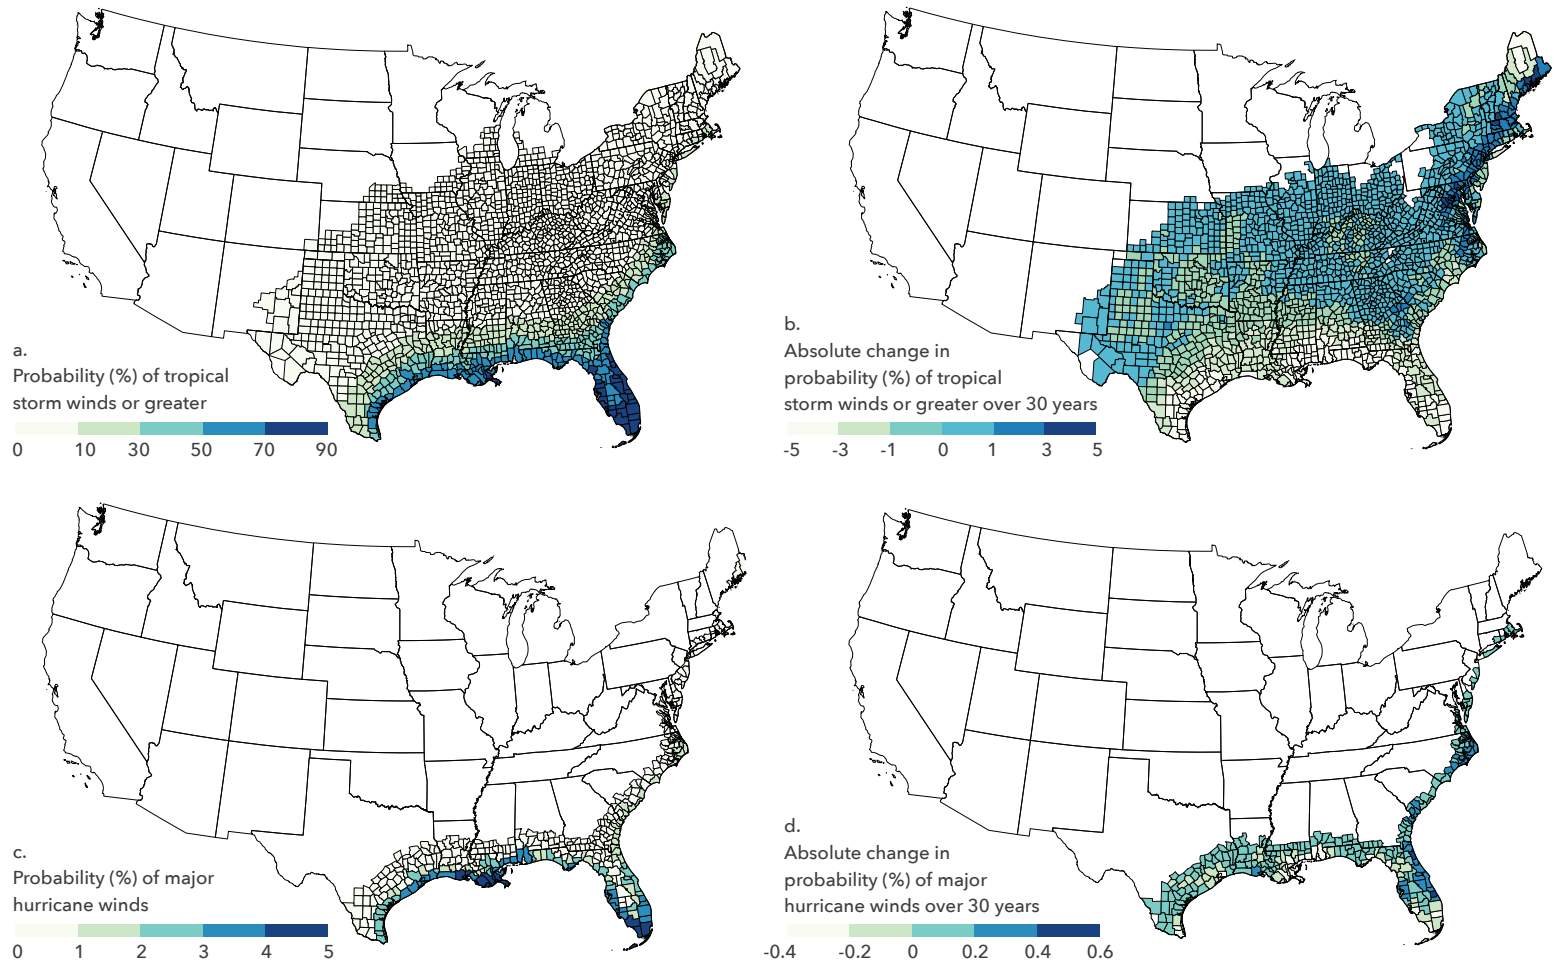 a.
Probability (%) of tropical
storm winds or greater
0 10 30 50 70 90
b.
Absolute change in
probability (%) of tropical
storm winds or greater over 30 years
-5 -3 -1 0 1 3 5
c.
Probability (%) of major
hurricane winds
0 1 2 3 4 5
d.
Absolute change in
probability (%) of major
hurricane winds over 30 years
-0.4 -0.2 0 0.2 0.4 0.6